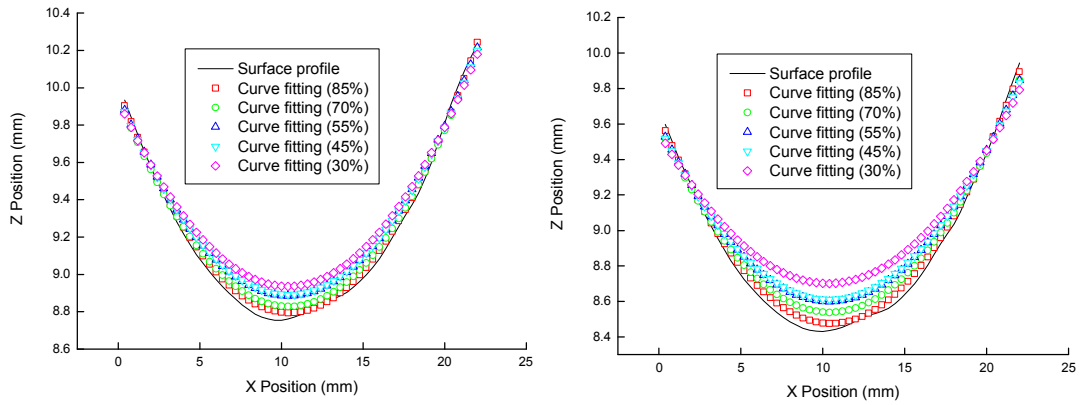 10.4
10.2
10.0
9.8
9.6
9.4
9.2
9.0
8.8
8.6
Z Position (mm)
Surface profile
Curve fitting (85%)
Curve fitting (70%)
Curve fitting (55%)
Curve fitting (45%)
Curve fitting (30%)
0 5 10 15 20 25
X Position (mm)
10.2
10.0
9.8
9.6
9.4
9.2
9.0
8.8
8.6
8.4
Z Position (mm)
Surface profile
Curve fitting (85%)
Curve fitting (70%)
Curve fitting (55%)
Curve fitting (45%)
Curve fitting (30%)
0 5 10 15 20 25
X Position (mm)